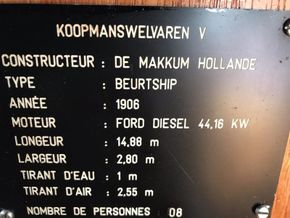 KOOPMANSWELVAREN V
CONSTRUCTEUR : DE MAKKUM HOLLANDE
TYPE : BEURTSHIP
ANNÉE : 1906
MOTEUR : FORD DIESEL 44,16 KW
LONGEUR : 14,88 m
LARGEUR : 2,80 m
TIRANT D'EAU : 1 m
TIRANT D'AIR : 2,55 m
NOMBRE DE PERSONNES : 08